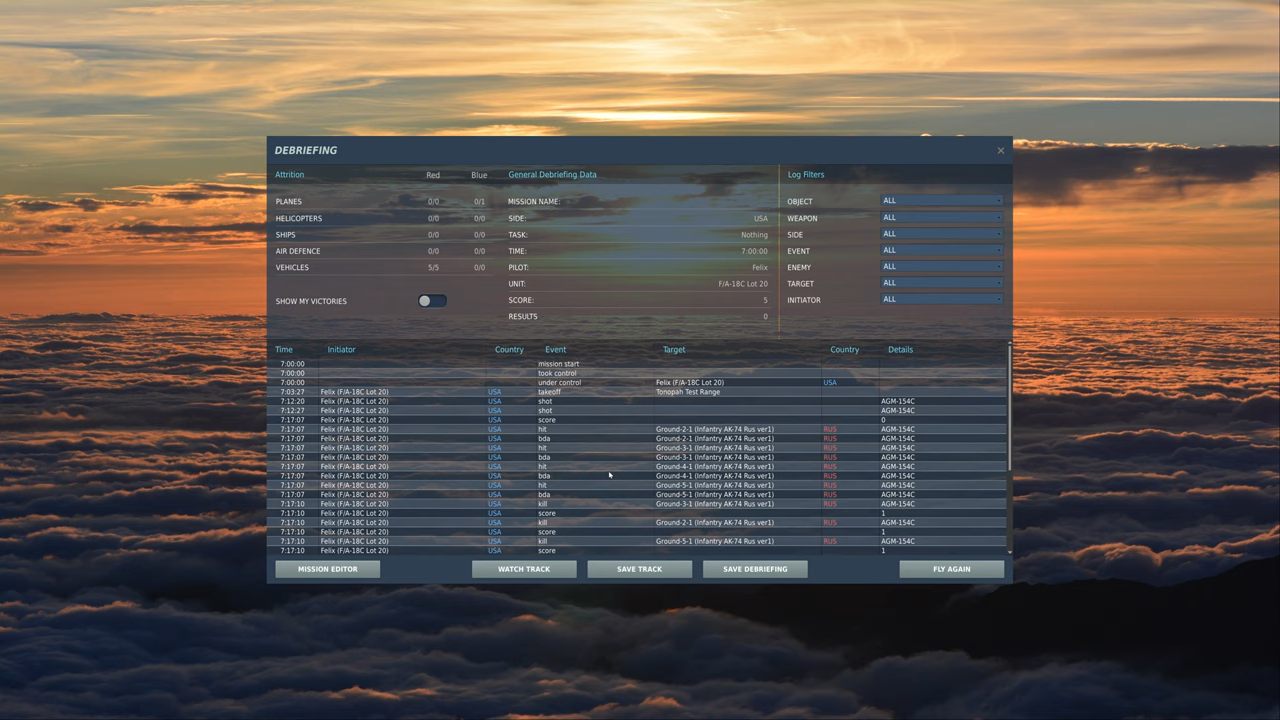 DEBRIEFING
Attrition Red Blue General Debriefing Data Log Filters
PLANES 0/0 0/1 MISSION NAME: OBJECT ALL
HELICOPTERS 0/0 0/0 SIDE: USA WEAPON ALL
SHIPS 0/0 0/0 TASK: Nothing SIDE ALL
AIR DEFENCE 0/0 0/0 TIME: 7:00:00 EVENT ALL
VEHICLES 5/5 0/0 PILOT: Felix ENEMY ALL
UNIT: F/A-18C Lot 20 TARGET ALL
SHOW MY VICTORIES SCORE: 5 INITIATOR ALL
RESULTS 0
Time Initiator Country Event Target Country Details
7:00:00 mission start
7:00:00 took control
7:00:00 under control Felix (F/A-18C Lot 20) USA
7:03:27 Felix (F/A-18C Lot 20) USA takeoff Tonopah Test Range
7:12:20 Felix (F/A-18C Lot 20) USA shot AGM-154C
7:12:27 Felix (F/A-18C Lot 20) USA shot AGM-154C
7:17:07 Felix (F/A-18C Lot 20) USA score 0
7:17:07 Felix (F/A-18C Lot 20) USA hit Ground-2-1 (Infantry AK-74 Rus ver1) RUS AGM-154C
7:17:07 Felix (F/A-18C Lot 20) USA bda Ground-2-1 (Infantry AK-74 Rus ver1) RUS AGM-154C
7:17:07 Felix (F/A-18C Lot 20) USA hit Ground-3-1 (Infantry AK-74 Rus ver1) RUS AGM-154C
7:17:07 Felix (F/A-18C Lot 20) USA bda Ground-3-1 (Infantry AK-74 Rus ver1) RUS AGM-154C
7:17:07 Felix (F/A-18C Lot 20) USA hit Ground-4-1 (Infantry AK-74 Rus ver1) RUS AGM-154C
7:17:07 Felix (F/A-18C Lot 20) USA bda Ground-4-1 (Infantry AK-74 Rus ver1) RUS AGM-154C
7:17:07 Felix (F/A-18C Lot 20) USA hit Ground-5-1 (Infantry AK-74 Rus ver1) RUS AGM-154C
7:17:07 Felix (F/A-18C Lot 20) USA bda Ground-5-1 (Infantry AK-74 Rus ver1) RUS AGM-154C
7:17:10 Felix (F/A-18C Lot 20) USA kill Ground-3-1 (Infantry AK-74 Rus ver1) RUS AGM-154C
7:17:10 Felix (F/A-18C Lot 20) USA score 1
7:17:10 Felix (F/A-18C Lot 20) USA kill Ground-2-1 (Infantry AK-74 Rus ver1) RUS AGM-154C
7:17:10 Felix (F/A-18C Lot 20) USA score 1
7:17:10 Felix (F/A-18C Lot 20) USA kill Ground-5-1 (Infantry AK-74 Rus ver1) RUS AGM-154C
7:17:10 Felix (F/A-18C Lot 20) USA score 1
MISSION EDITOR WATCH TRACK SAVE TRACK SAVE DEBRIEFING FLY AGAIN